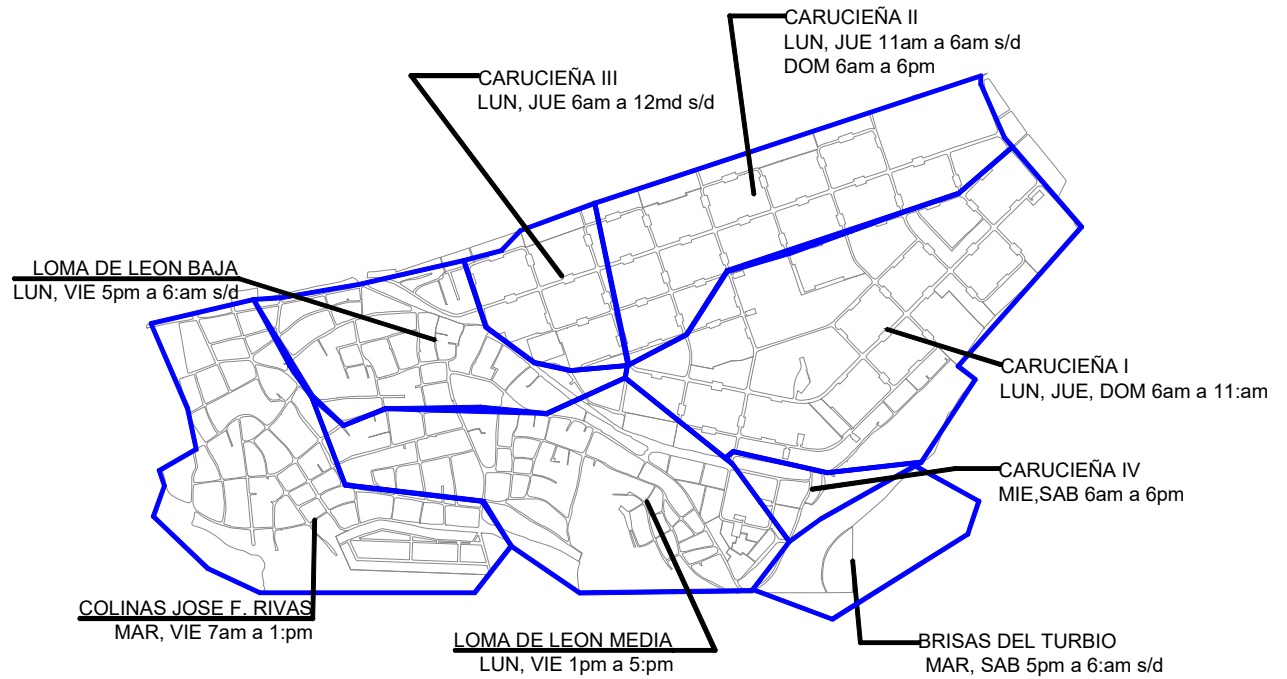 CARUCIEÑA II
LUN, JUE 11am a 6am s/d
DOM 6am a 6pm
CARUCIEÑA III
LUN, JUE 6am a 12md s/d
LOMA DE LEON BAJA
LUN, VIE 5pm a 6:am s/d
CARUCIEÑA I
LUN, JUE, DOM 6am a 11:am
CARUCIEÑA IV
MIE,SAB 6am a 6pm
COLINAS JOSE F. RIVAS
MAR, VIE 7am a 1:pm
LOMA DE LEON MEDIA
LUN, VIE 1pm a 5:pm
BRISAS DEL TURBIO
MAR, SAB 5pm a 6:am s/d